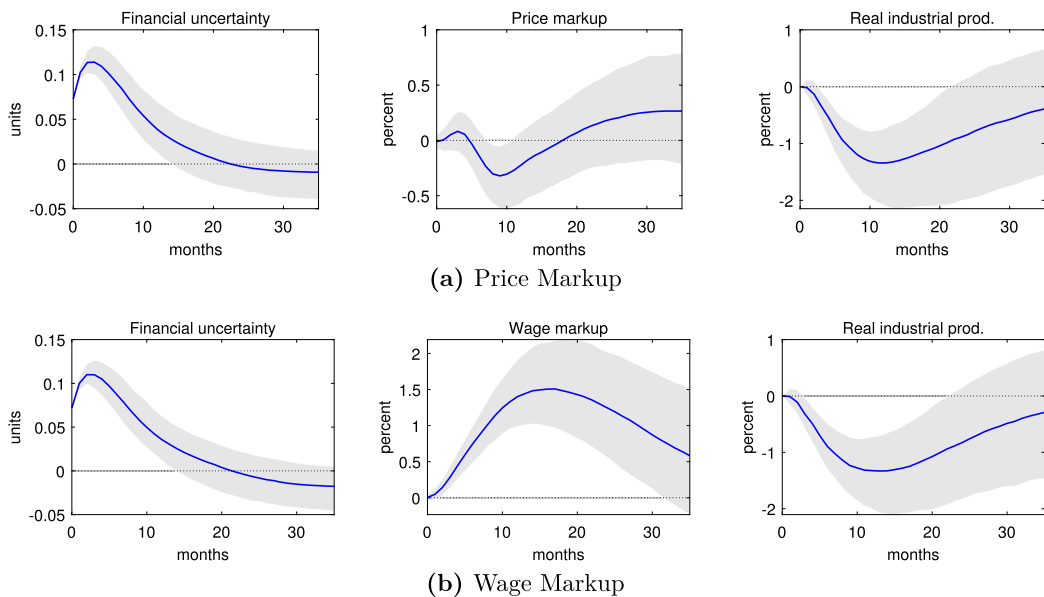 Financial uncertainty
0.15
0.1
0.05
0
-0.05
units
0 10 20 30
months
Price markup
1
0.5
0
-0.5
percent
0 10 20 30
months
Real industrial prod.
1
0
-1
-2
percent
0 10 20 30
months
(a) Price Markup
Financial uncertainty
0.15
0.1
0.05
0
-0.05
units
0 10 20 30
months
Wage markup
2
1.5
1
0.5
0
percent
0 10 20 30
months
Real industrial prod.
1
0
-1
-2
percent
0 10 20 30
months
(b) Wage Markup